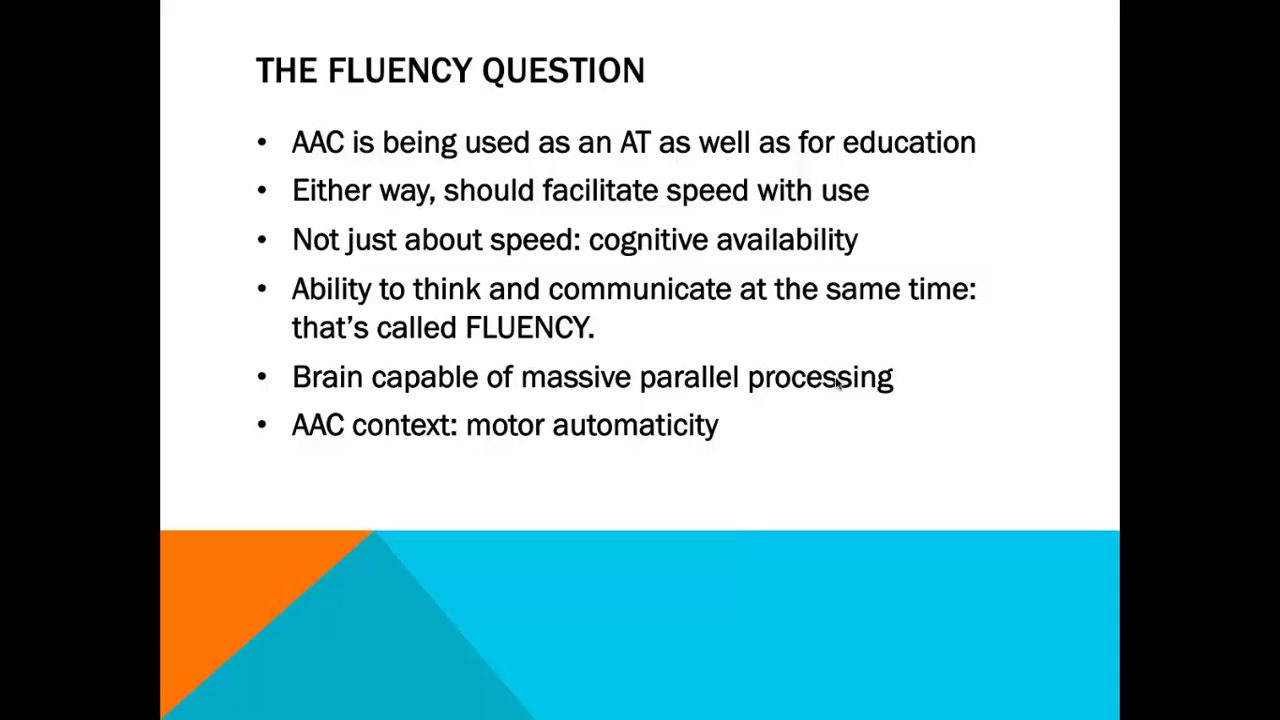 THE FLUENCY QUESTION
• AAC is being used as an AT as well as for education
• Either way, should facilitate speed with use
• Not just about speed: cognitive availability
• Ability to think and communicate at the same time:
that's called FLUENCY.
• Brain capable of massive parallel processing
• AAC context: motor automaticity